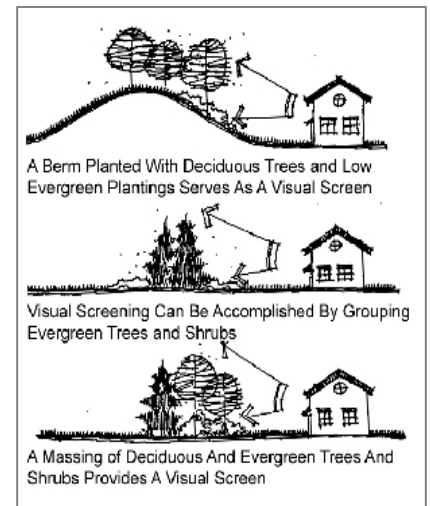 A Berm Planted With Deciduous Trees and Low
Evergreen Plantings Serves As A Visual Screen
Visual Screening Can Be Accomplished By Grouping
Evergreen Trees and Shrubs
A Massing of Deciduous And Evergreen Trees And
Shrubs Provides A Visual Screen